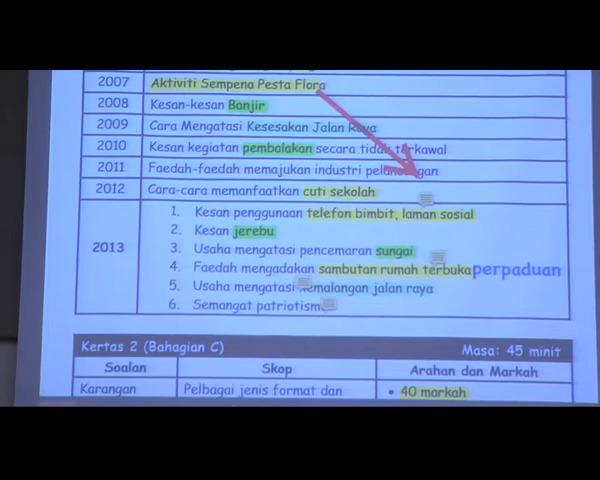 2007 Aktiviti Sempena Pesta Flora
2008 Kesan-kesan Banjir
2009 Cara Mengatasi Kesesakan Jalan Raya
2010 Kesan kegiatan pembalakan secara tidak terkawal
2011 Faedah-faedah memajukan industri pelancongan
2012 Cara-cara memanfaatkan cuti sekolah
2013
1. Kesan penggunaan telefon bimbit, laman sosial
2. Kesan jerebu
3. Usaha mengatasi pencemaran sungai
4. Faedah mengadakan sambutan rumah terbuka perpaduan
5. Usaha mengatasi kemalangan jalan raya
6. Semangat patriotisme
Kertas 2 (Bahagian C) Masa: 45 minit
Soalan Skop Arahan dan Markah
Karangan Pelbagai jenis format dan • 40 markah